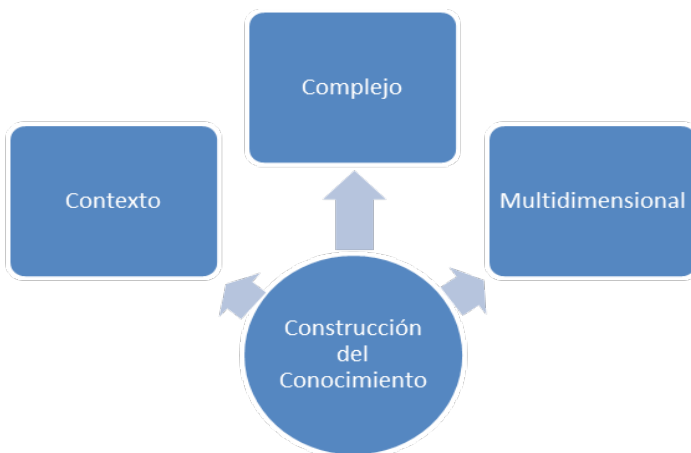 Complejo
Contexto
Multidimensional
Construcción
del
Conocimiento